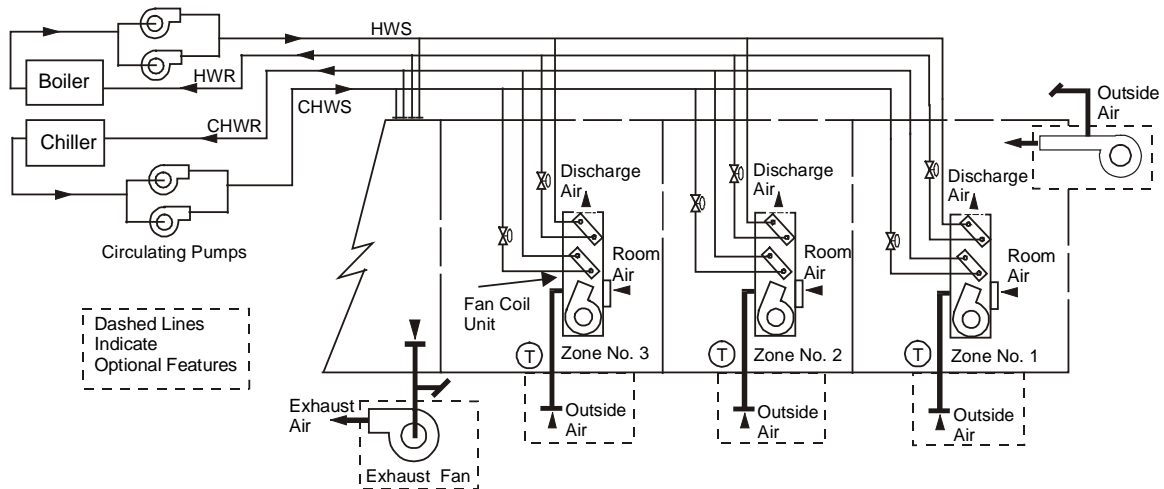 HWS
Boiler
HWR
CHWS
Chiller
CHWR
Circulating Pumps
Outside
Air
Discharge
Air
Discharge
Air
Discharge
Air
Room
Air
Room
Air
Room
Air
Fan Coil
Unit
Dashed Lines
Indicate
Optional Features
T
Zone No. 3
T
Zone No. 2
T
Zone No. 1
Exhaust
Air
Exhaust Fan
Outside
Air
Outside
Air
Outside
Air